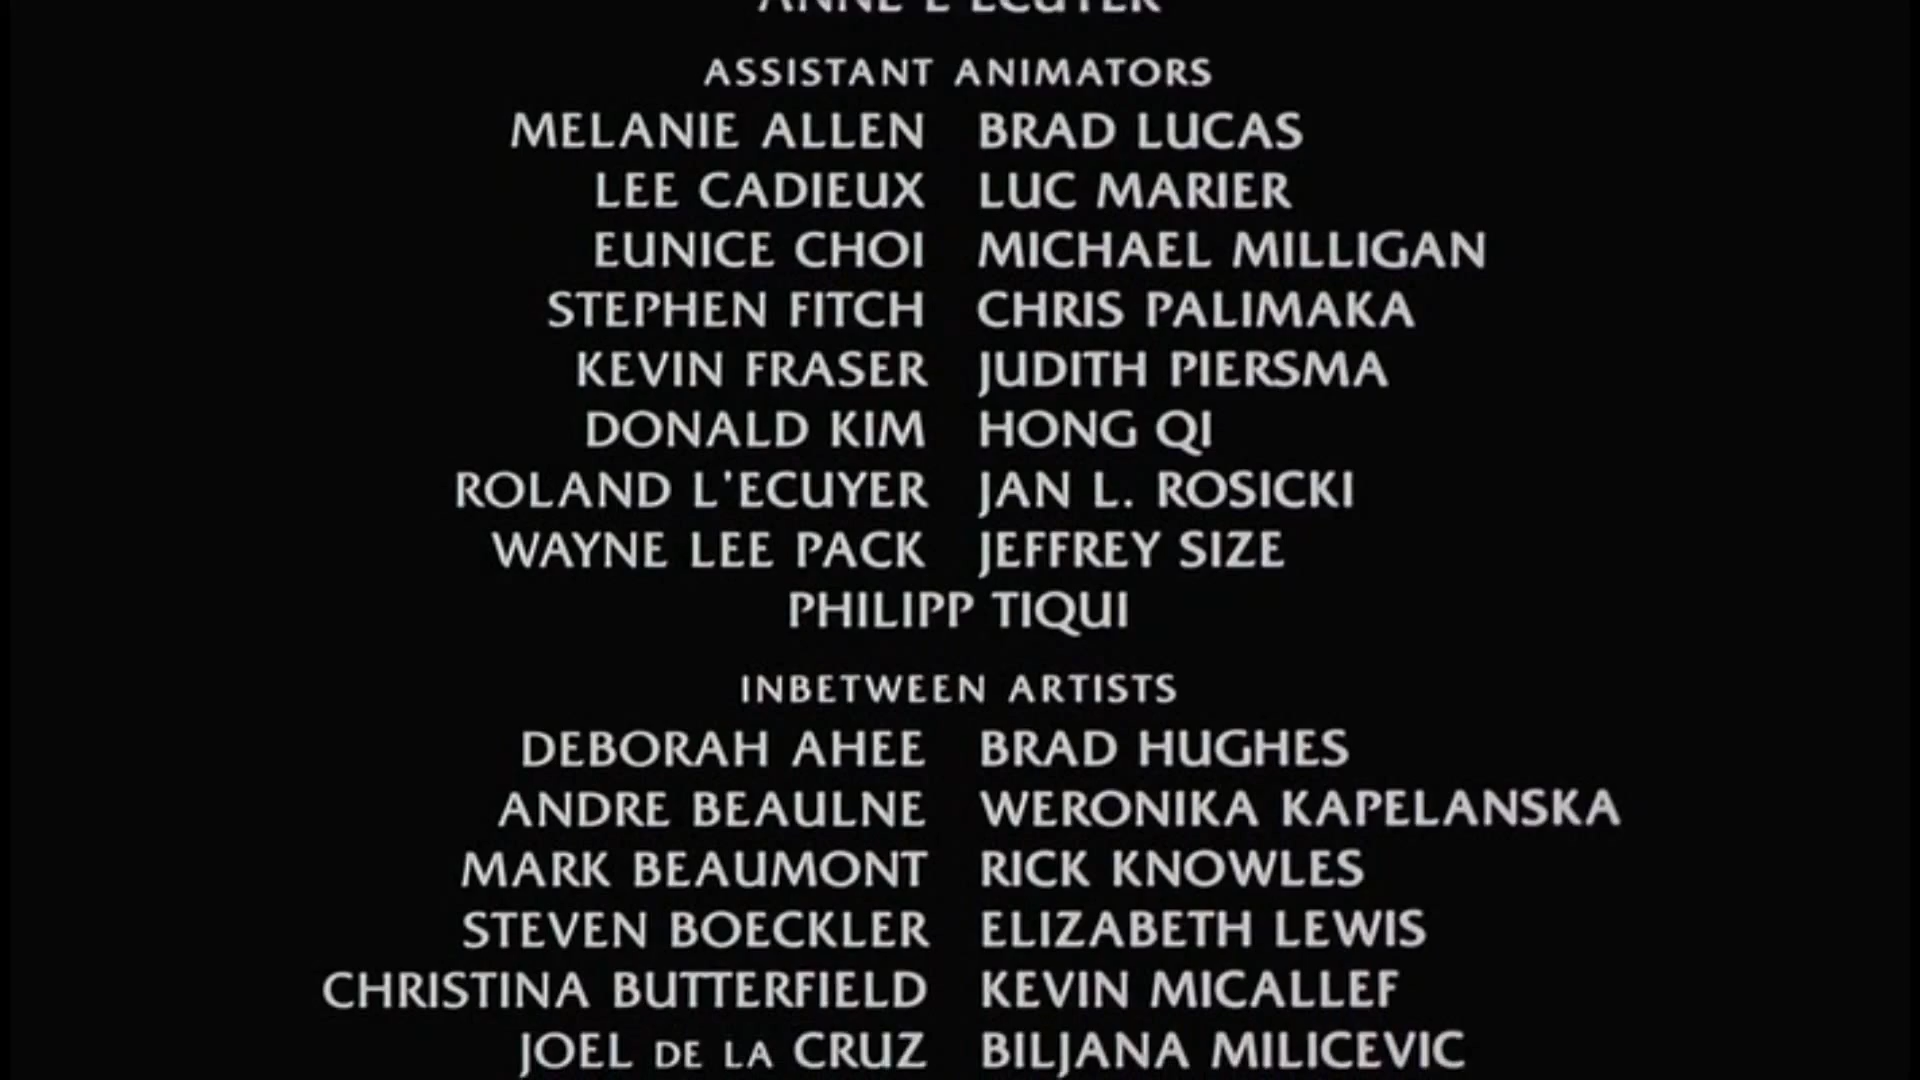 ANNE L'ECUYER
ASSISTANT ANIMATORS
MELANIE ALLEN BRAD LUCAS
LEE CADIEUX LUC MARIER
EUNICE CHOI MICHAEL MILLIGAN
STEPHEN FITCH CHRIS PALIMAKA
KEVIN FRASER JUDITH PIERSMA
DONALD KIM HONG QI
ROLAND L'ECUYER JAN L. ROSICKI
WAYNE LEE PACK JEFFREY SIZE
PHILIPP TIQUI
INBETWEEN ARTISTS
DEBORAH AHEE BRAD HUGHES
ANDRE BEAULNE WERONIKA KAPELANSKA
MARK BEAUMONT RICK KNOWLES
STEVEN BOECKLER ELIZABETH LEWIS
CHRISTINA BUTTERFIELD KEVIN MICALLEF
JOEL DE LA CRUZ BILJANA MILICEVIC